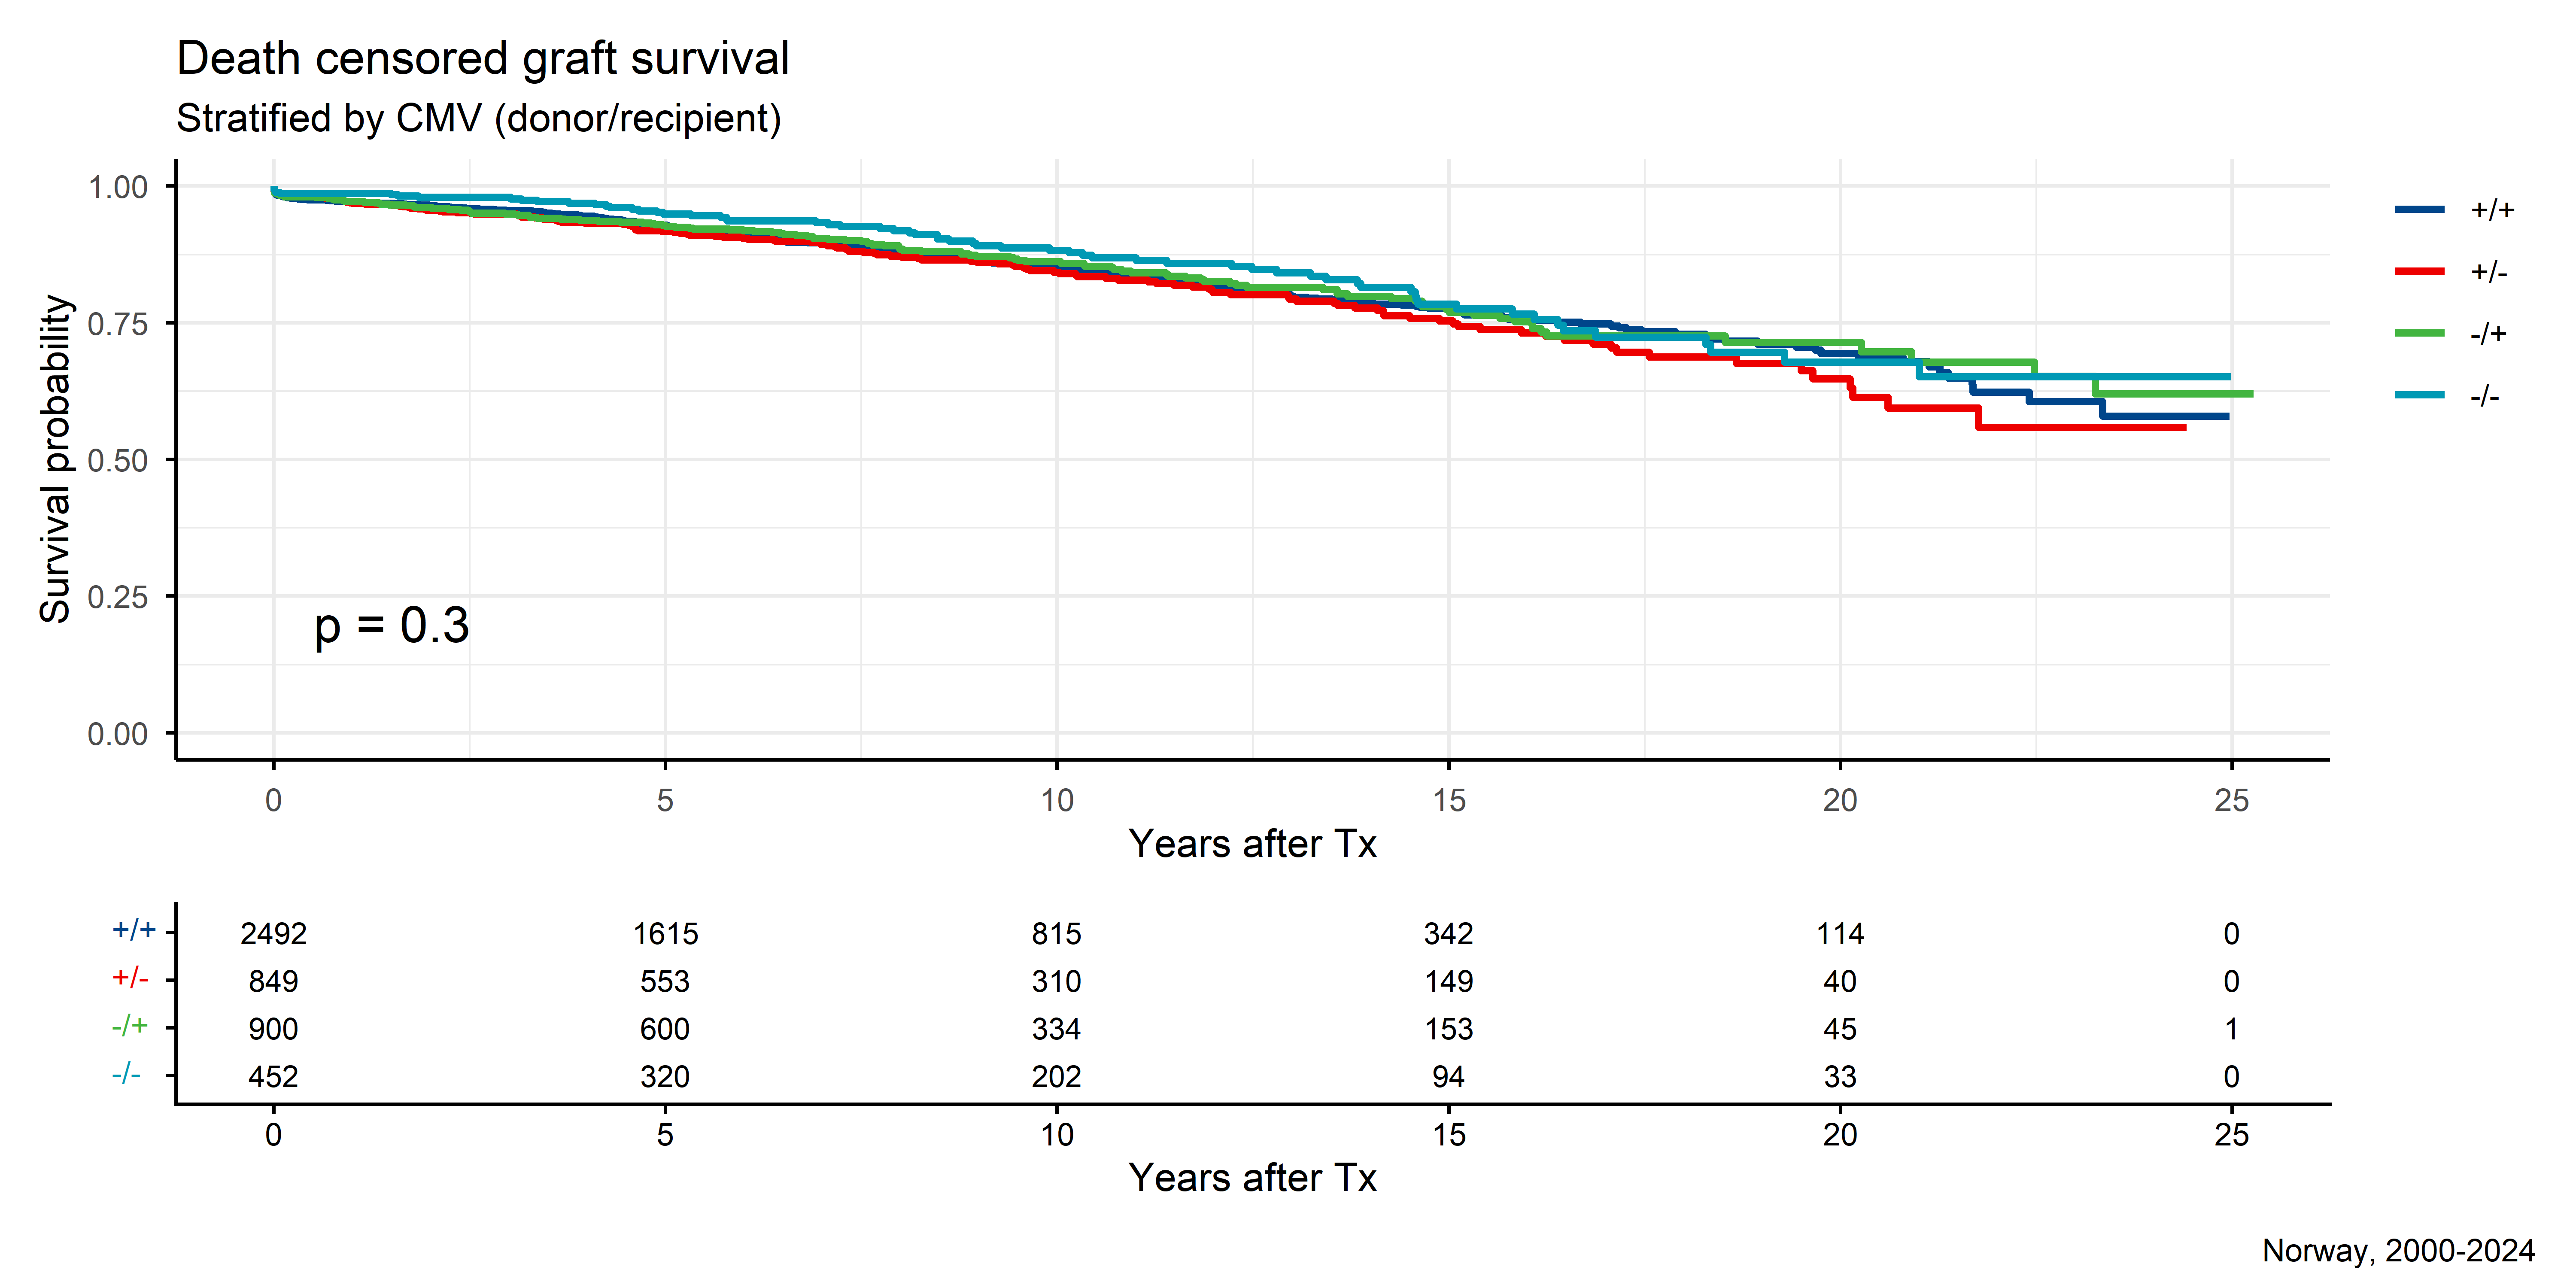 Death censored graft survival
Stratified by CMV (donor/recipient)
Survival probability
1.00
0.75
0.50
0.25
0.00
p = 0.3
0 5 10 15 20 25
Years after Tx
+/+
+/-
-/+
-/-
+/+ 2492 1615 815 342 114 0
+/- 849 553 310 149 40 0
-/+ 900 600 334 153 45 1
-/- 452 320 202 94 33 0
0 5 10 15 20 25
Years after Tx
Norway, 2000-2024